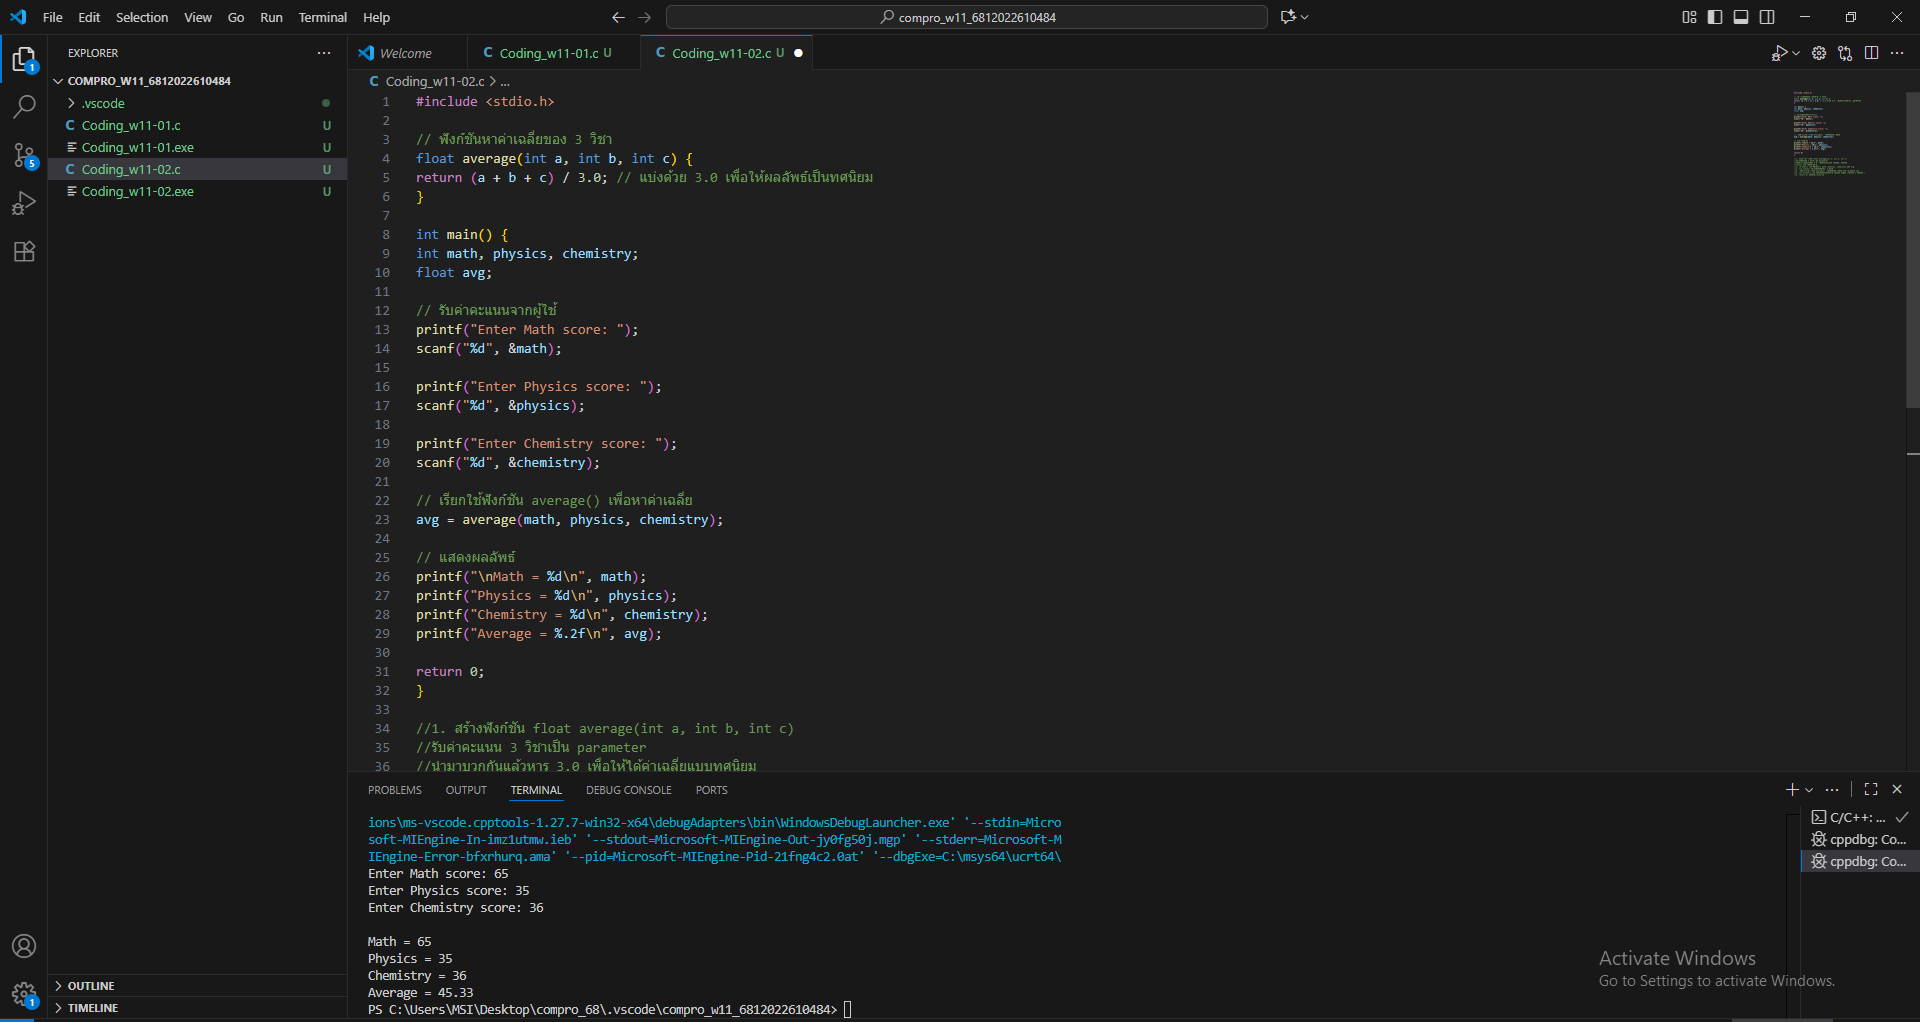 File Edit Selection View Go Run Terminal Help
compro_w11_6812022610484
EXPLORER
COMPRO_W11_6812022610484
.vscode
Coding_w11-01.c U
Coding_w11-01.exe U
Coding_w11-02.c U
Coding_w11-02.exe U
OUTLINE
TIMELINE
1
5
1
Welcome
Coding_w11-01.c U
Coding_w11-02.c U
Coding_w11-02.c > ...
1 #include <stdio.h>
2
3 // ฟังก์ชันหาค่าเฉลี่ยของ 3 วิชา
4 float average(int a, int b, int c) {
5 return (a + b + c) / 3.0; // แบ่งด้วย 3.0 เพื่อให้ผลลัพธ์เป็นทศนิยม
6 }
7
8 int main() {
9 int math, physics, chemistry;
10 float avg;
11
12 // รับค่าคะแนนจากผู้ใช้
13 printf("Enter Math score: ");
14 scanf("%d", &math);
15
16 printf("Enter Physics score: ");
17 scanf("%d", &physics);
18
19 printf("Enter Chemistry score: ");
20 scanf("%d", &chemistry);
21
22 // เรียกใช้ฟังก์ชัน average() เพื่อหาค่าเฉลี่ย
23 avg = average(math, physics, chemistry);
24
25 // แสดงผลลัพธ์
26 printf("\nMath = %d\n", math);
27 printf("Physics = %d\n", physics);
28 printf("Chemistry = %d\n", chemistry);
29 printf("Average = %.2f\n", avg);
30
31 return 0;
32 }
33
34 //1. สร้างฟังก์ชัน float average(int a, int b, int c)
35 //รับค่าคะแนน 3 วิชาเป็น parameter
36 //นำมาบวกกันแล้วหาร 3.0 เพื่อให้ได้ค่าเฉลี่ยแบบทศนิยม
PROBLEMS OUTPUT TERMINAL DEBUG CONSOLE PORTS
ions\ms-vscode.cpptools-1.27.7-win32-x64\debugAdapters\bin\WindowsDebugLauncher.exe' '--stdin=Micro
soft-MIEngine-In-imz1utmw.ieb' '--stdout=Microsoft-MIEngine-Out-jy0fg50j.mgp' '--stderr=Microsoft-M
IEngine-Error-bfxrhurq.ama' '--pid=Microsoft-MIEngine-Pid-21fng4c2.0at' '--dbgExe=C:\msys64\ucrt64\
Enter Math score: 65
Enter Physics score: 35
Enter Chemistry score: 36

Math = 65
Physics = 35
Chemistry = 36
Average = 45.33
PS C:\Users\MSI\Desktop\compro_68\.vscode\compro_w11_6812022610484>
C/C++: ...
cppdbg: Co...
cppdbg: Co...
Activate Windows
Go to Settings to activate Windows.